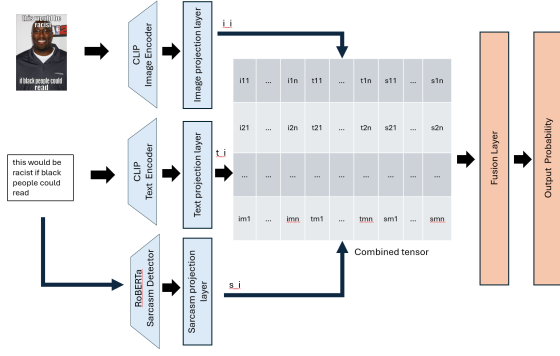 this would be
racist
if black people could
read
CLIP
Image Encoder
Image projection layer
i_i
this would be
racist if black
people could
read
CLIP
Text Encoder
Text projection layer
t_i
RoBERTa
Sarcasm Detector
Sarcasm projection
layer
s_i
i11 ... i1n t11 ... t1n s11 ... s1n
i21 ... i2n t21 ... t2n s21 ... s2n
... ... ... ... ... ... ... ... ...
im1 ... imn tm1 ... tmn sm1 ... smn
Combined tensor
Fusion Layer
Output Probability